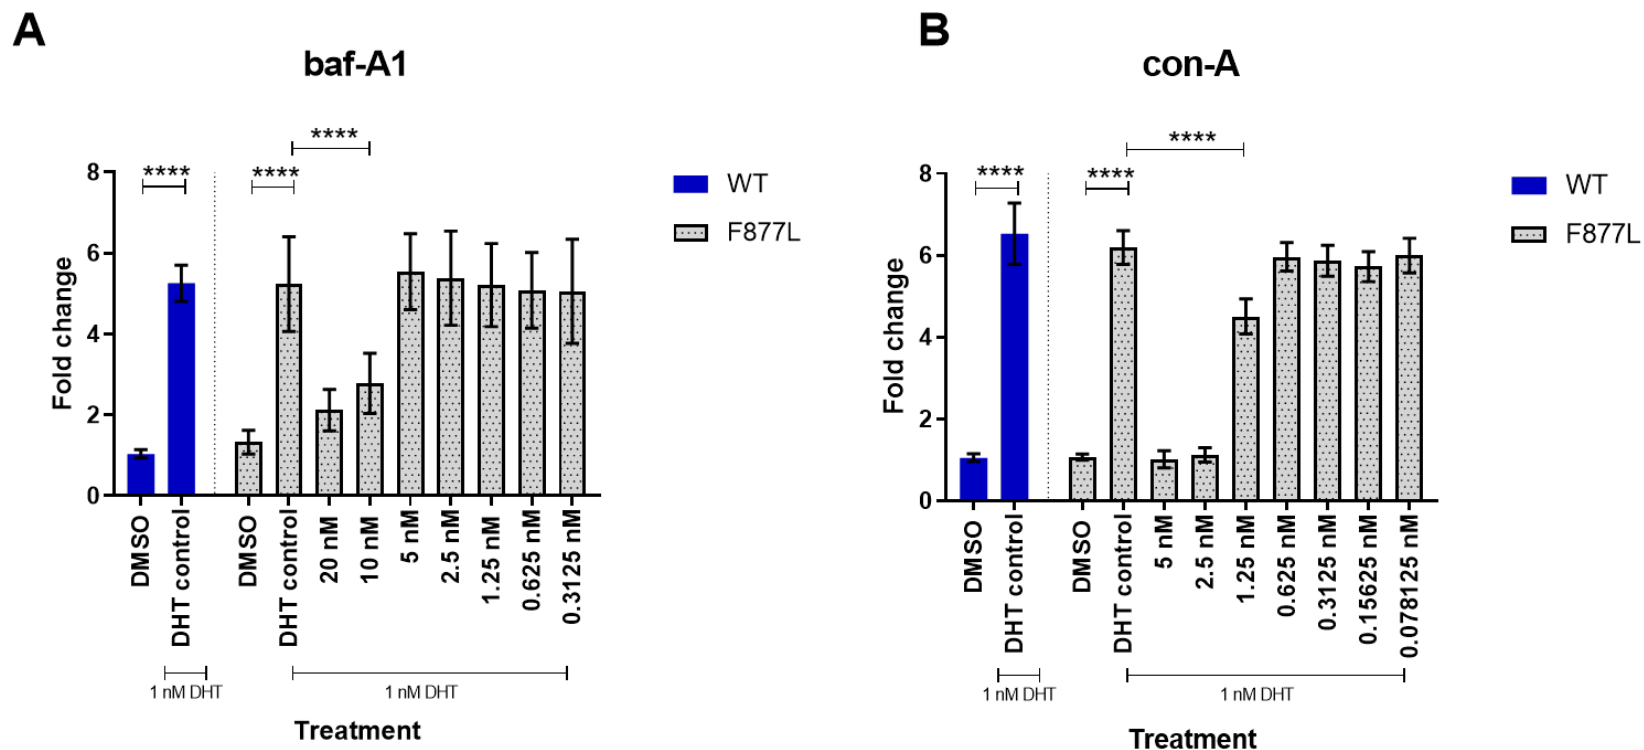 A
baf-A1
****
**** ****
8
6
4
2
0
Fold change
DMSO
DHT control
DMSO
DHT control
20 nM
10 nM
5 nM
2.5 nM
1.25 nM
0.625 nM
0.3125 nM
1 nM DHT
1 nM DHT
Treatment
WT
F877L
B
con-A
****
**** ****
8
6
4
2
0
Fold change
DMSO
DHT control
DMSO
DHT control
5 nM
2.5 nM
1.25 nM
0.625 nM
0.3125 nM
0.15625 nM
0.078125 nM
1 nM DHT
1 nM DHT
Treatment
WT
F877L